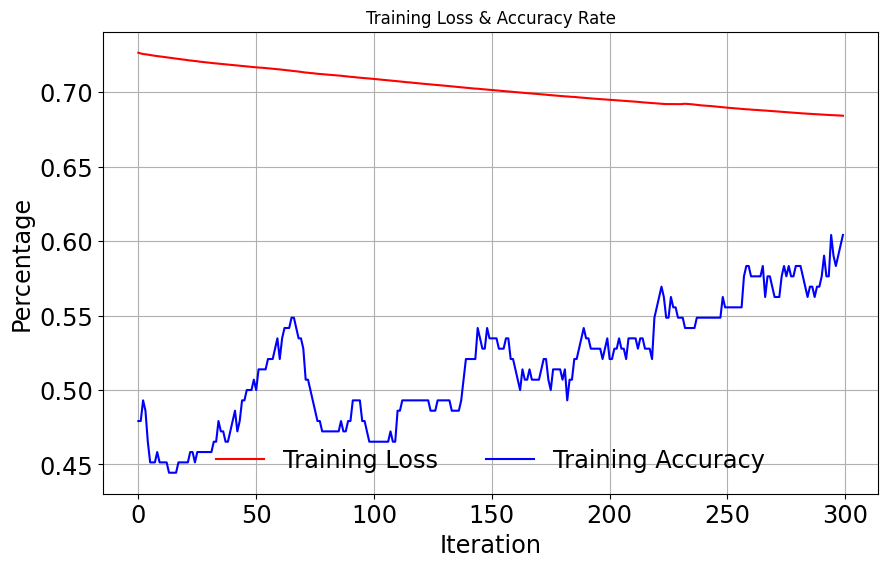 Training Loss & Accuracy Rate
0.70
0.65
0.60
0.55
0.50
0.45
Percentage
Training Loss
Training Accuracy
0 50 100 150 200 250 300
Iteration